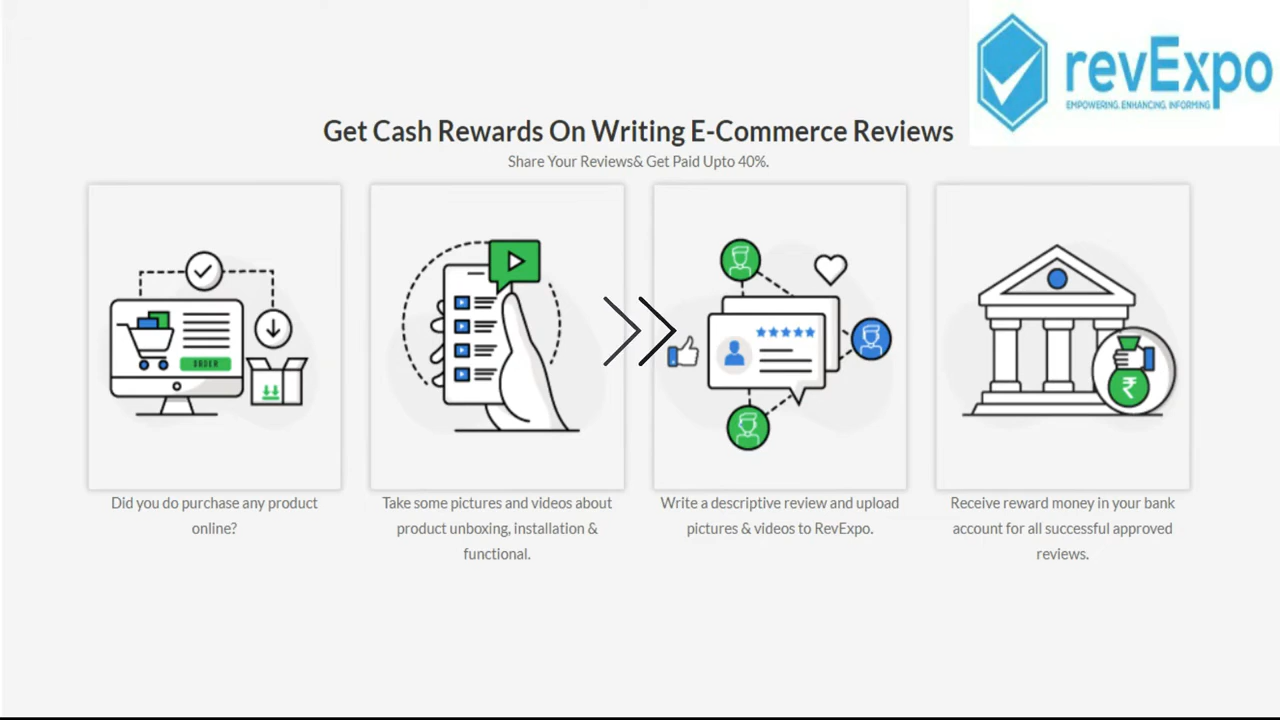 revExpo
EMPOWERING. ENHANCING. INFORMING
Get Cash Rewards On Writing E-Commerce Reviews
Share Your Reviews& Get Paid Upto 40%.
ORDER
₹
Did you do purchase any product
online?
Take some pictures and videos about
product unboxing, installation &
functional.
Write a descriptive review and upload
pictures & videos to RevExpo.
Receive reward money in your bank
account for all successful approved
reviews.